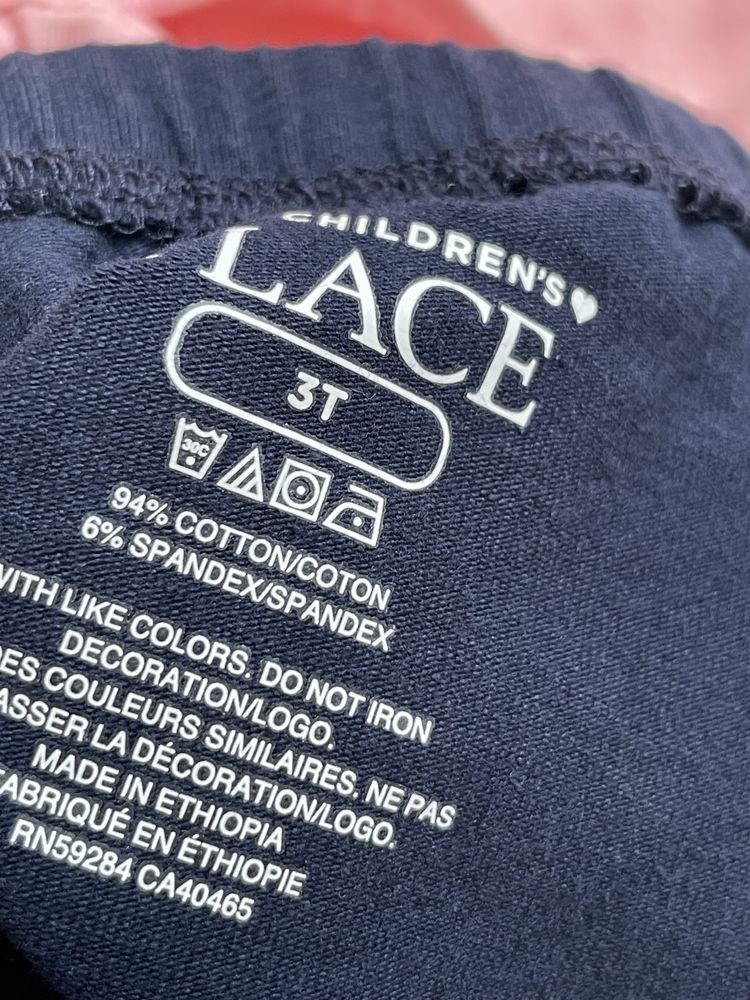 CHILDREN'S
LACE
3T
30C
94% COTTON/COTON
6% SPANDEX/SPANDEX
WITH LIKE COLORS. DO NOT IRON
DECORATION/LOGO.
DES COULEURS SIMILAIRES. NE PAS
ASSER LA DÉCORATION/LOGO.
MADE IN ETHIOPIA
FABRIQUÉ EN ÉTHIOPIE
RN59284 CA40465